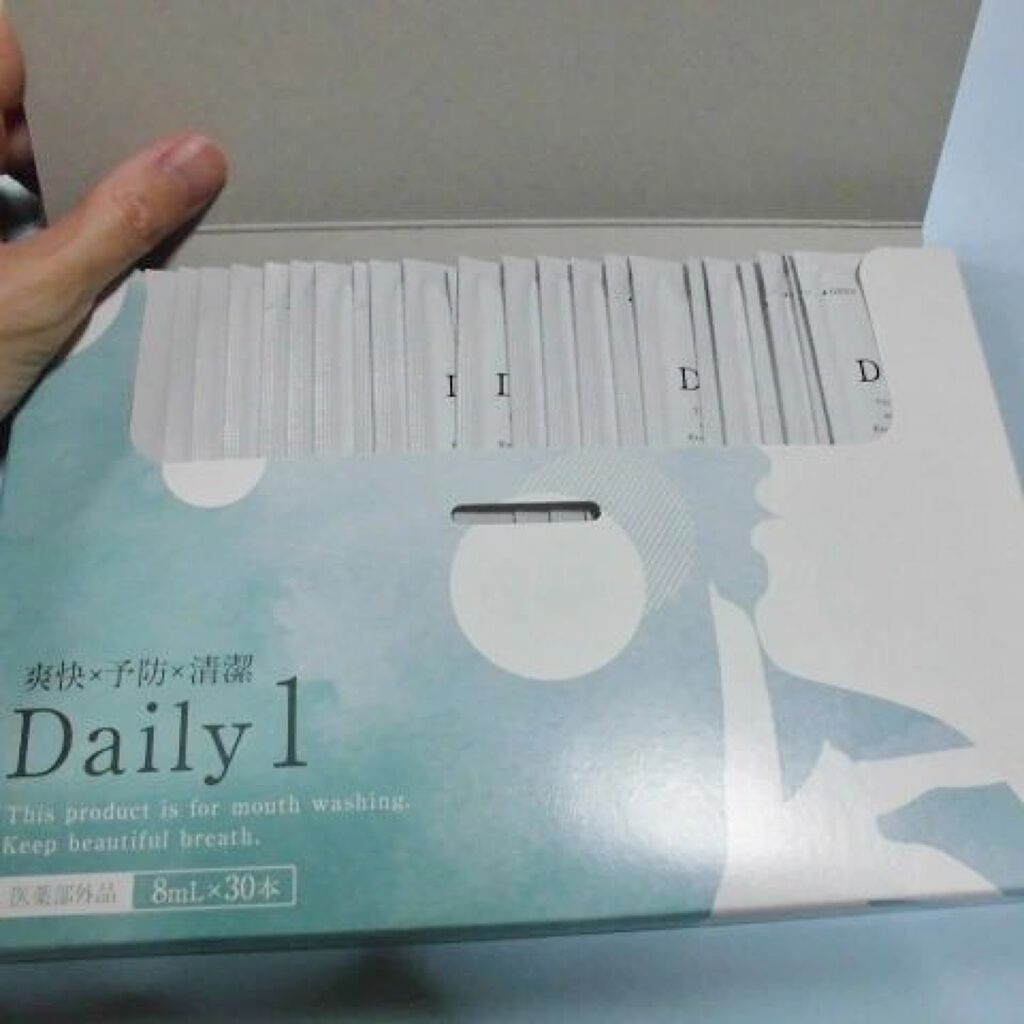 I
I
D
D
爽快×予防×清潔
Daily 1
This product is for mouth washing.
Keep beautiful breath.
医薬部外品 8mL×30本